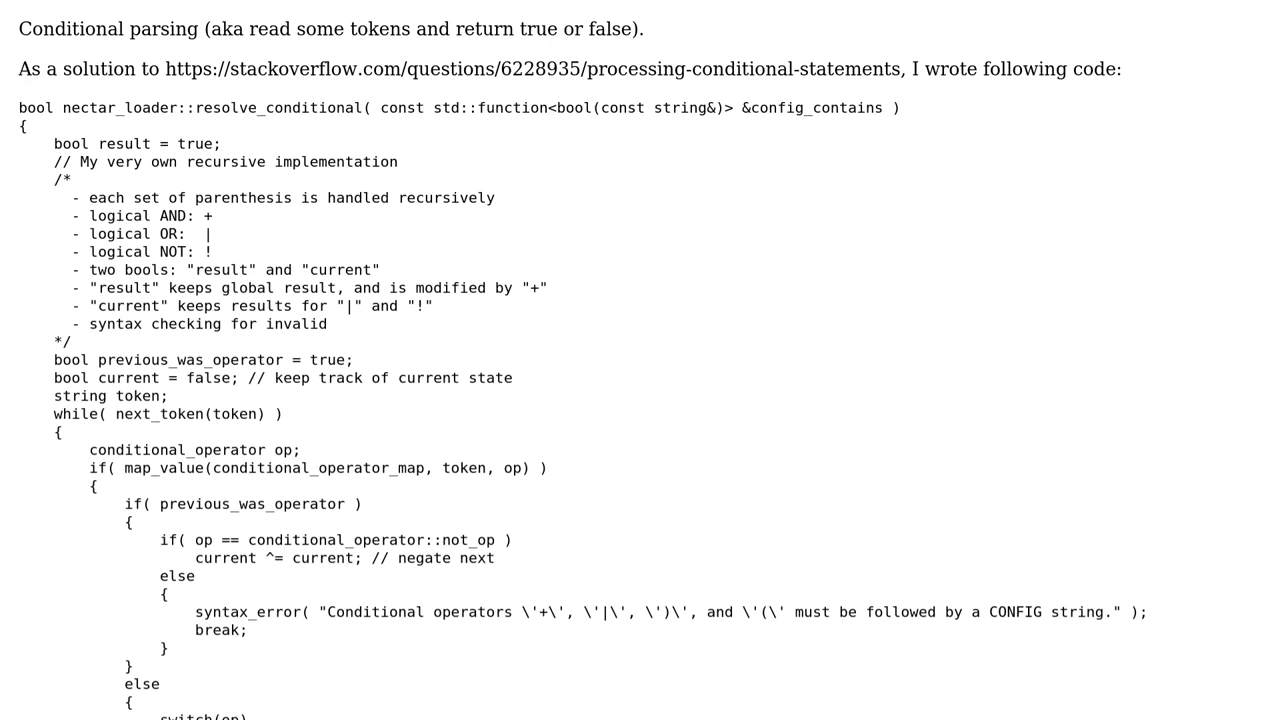 Conditional parsing (aka read some tokens and return true or false).
As a solution to https://stackoverflow.com/questions/6228935/processing-conditional-statements, I wrote following code:
bool nectar_loader::resolve_conditional( const std::function<bool(const string&)> &config_contains )
{
    bool result = true;
    // My very own recursive implementation
    /*
      - each set of parenthesis is handled recursively
      - logical AND: +
      - logical OR:  |
      - logical NOT: !
      - two bools: "result" and "current"
      - "result" keeps global result, and is modified by "+"
      - "current" keeps results for "|" and "!"
      - syntax checking for invalid
    */
    bool previous_was_operator = true;
    bool current = false; // keep track of current state
    string token;
    while( next_token(token) )
    {
        conditional_operator op;
        if( map_value(conditional_operator_map, token, op) )
        {
            if( previous_was_operator )
            {
                if( op == conditional_operator::not_op )
                    current ^= current; // negate next
                else
                {
                    syntax_error( "Conditional operators \'+\', \'|\', \')\', and \'(\' must be followed by a CONFIG string." );
                    break;
                }
            }
            else
            {
                switch(op)